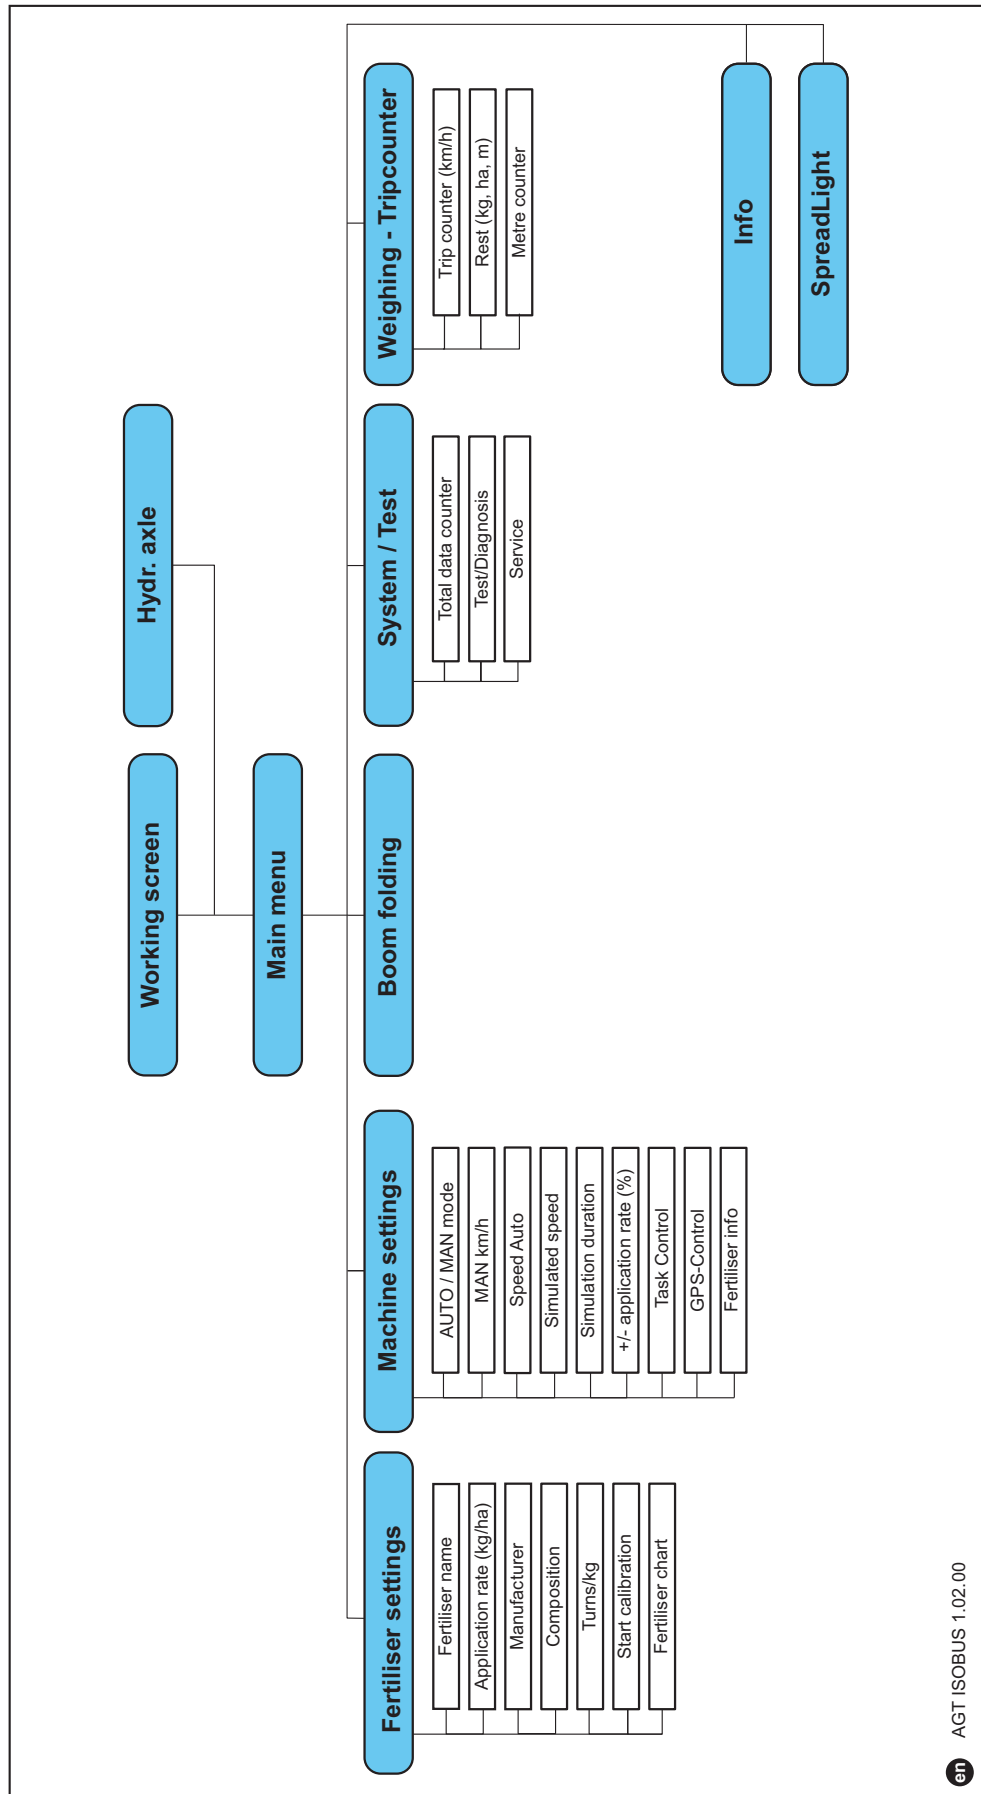 Working screen
Hydr. axle
Main menu
Fertiliser settings
Fertiliser name
Application rate (kg/ha)
Manufacturer
Composition
Turns/kg
Start calibration
Fertiliser chart
Machine settings
AUTO / MAN mode
MAN km/h
Speed Auto
Simulated speed
Simulation duration
+/- application rate (%)
Task Control
GPS-Control
Fertiliser info
Boom folding
System / Test
Total data counter
Test/Diagnosis
Service
Weighing - Tripcounter
Trip counter (km/h)
Rest (kg, ha, m)
Metre counter
Info
SpreadLight
en AGT ISOBUS 1.02.00